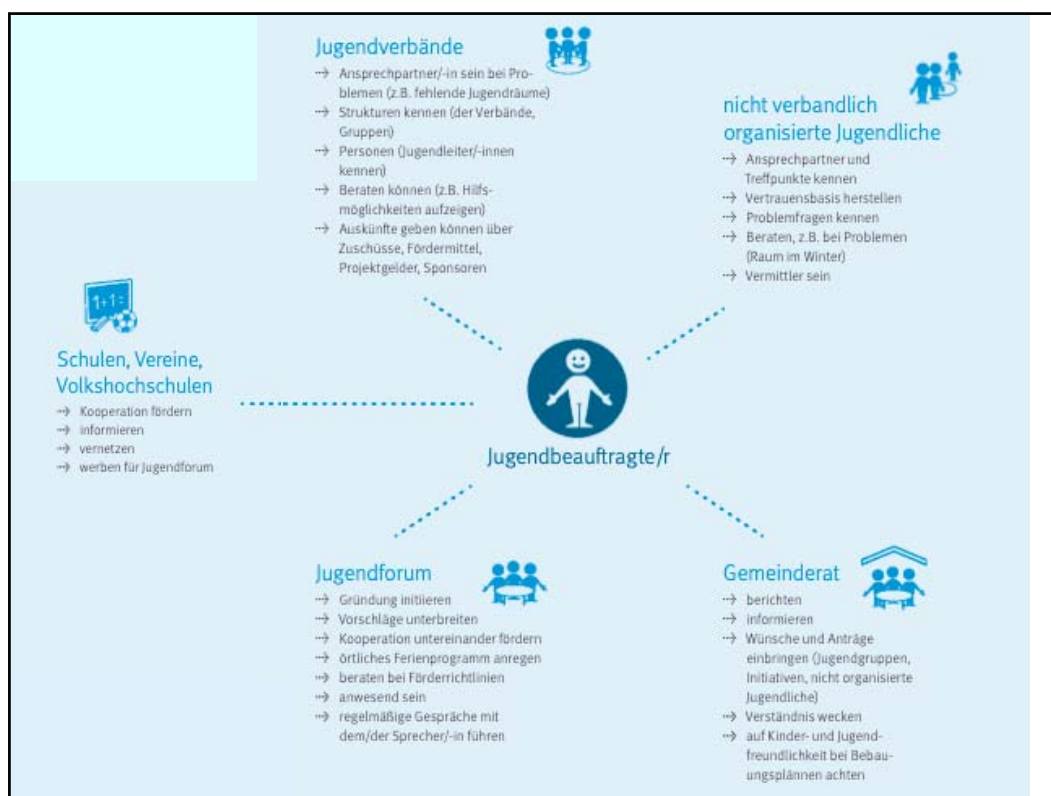 Jugendverbände
⇢ Ansprechpartner/-in sein bei Pro-
blemen (z.B. fehlende Jugendräume)
⇢ Strukturen kennen (der Verbände,
Gruppen)
⇢ Personen (Jugendleiter/-innen
kennen)
⇢ Beraten können (z.B. Hilfs-
möglichkeiten aufzeigen)
⇢ Auskünfte geben können über
Zuschüsse, Fördermittel,
Projektgelder, Sponsoren
nicht verbandlich
organisierte Jugendliche
⇢ Ansprechpartner und
Treffpunkte kennen
⇢ Vertrauensbasis herstellen
⇢ Problemfragen kennen
⇢ Beraten, z.B. bei Problemen
(Raum im Winter)
⇢ Vermittler sein
1+1=
Schulen, Vereine,
Volkshochschulen
⇢ Kooperation fördern
⇢ informieren
⇢ vernetzen
⇢ werben für Jugendforum
Jugendbeauftragte/r
Jugendforum
⇢ Gründung initiieren
⇢ Vorschläge unterbreiten
⇢ Kooperation untereinander fördern
⇢ örtliches Ferienprogramm anregen
⇢ beraten bei Förderrichtlinien
⇢ anwesend sein
⇢ regelmäßige Gespräche mit
dem/der Sprecher/-in führen
Gemeinderat
⇢ berichten
⇢ informieren
⇢ Wünsche und Anträge
einbringen (Jugendgruppen,
Initiativen, nicht organisierte
Jugendliche)
⇢ Verständnis wecken
⇢ auf Kinder- und Jugend-
freundlichkeit bei Bebau-
ungsplännen achten